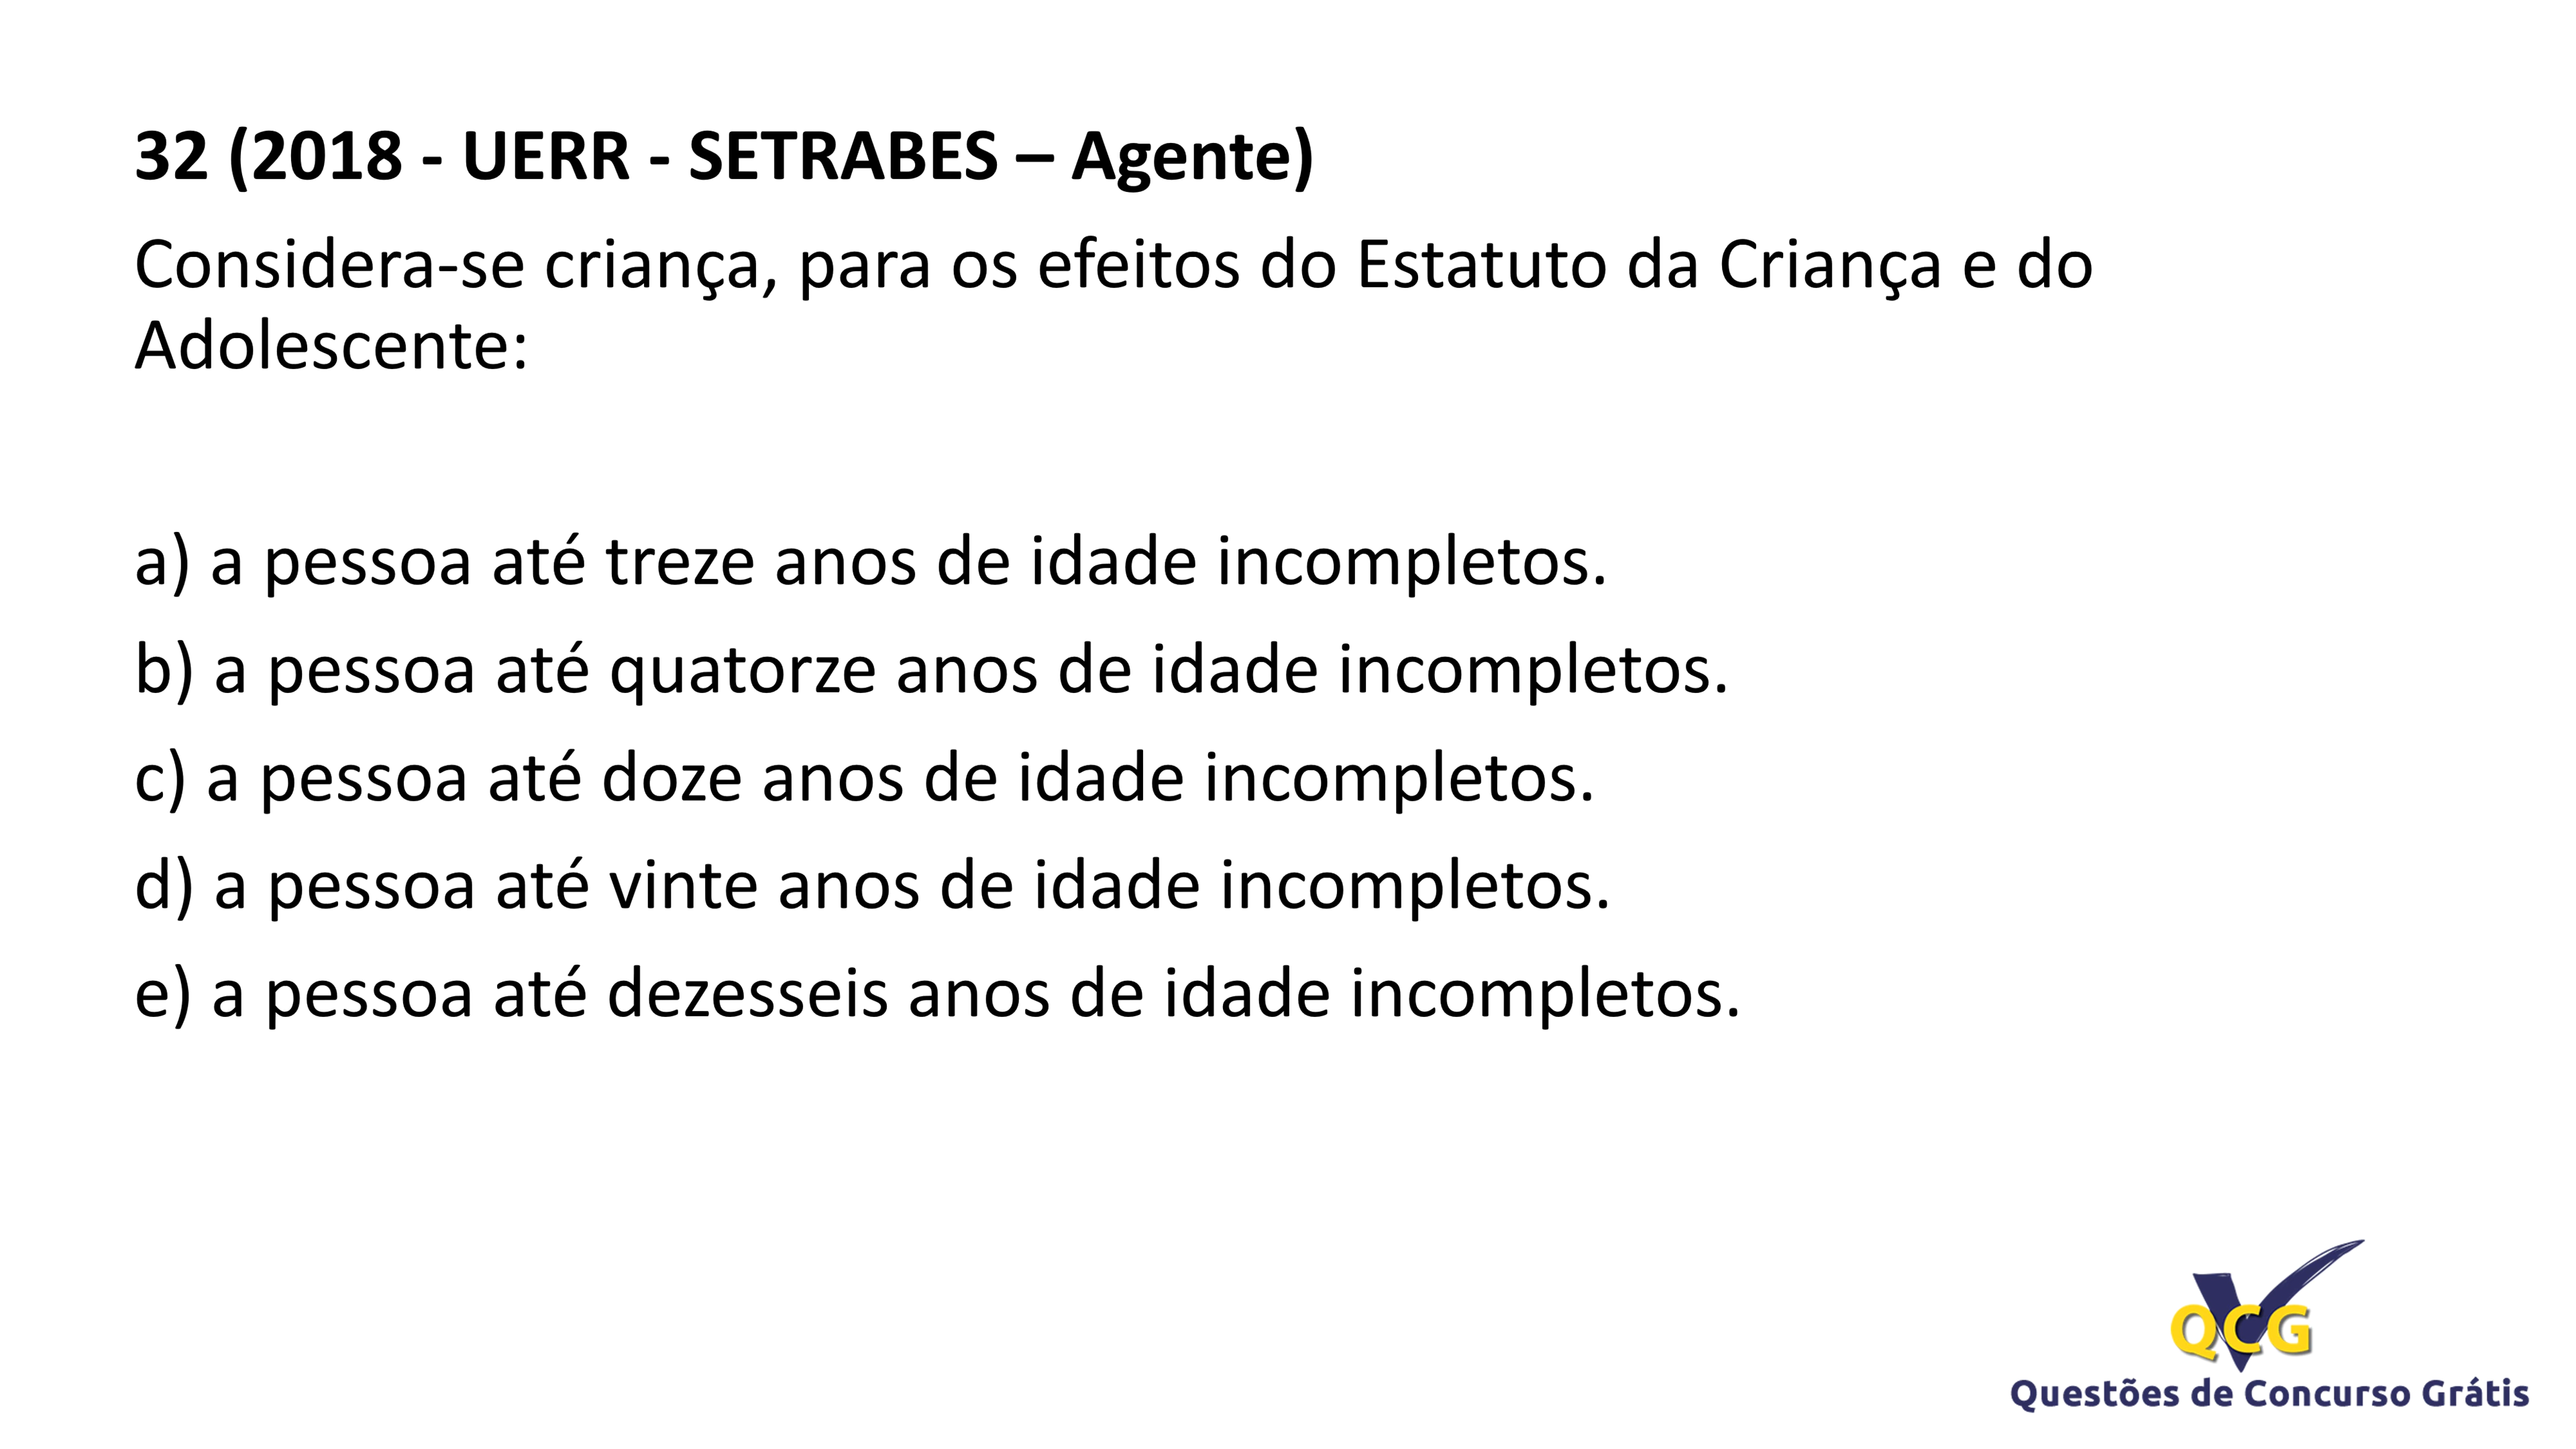 32 (2018 - UERR - SETRABES – Agente)
Considera-se criança, para os efeitos do Estatuto da Criança e do
Adolescente:
a) a pessoa até treze anos de idade incompletos.
b) a pessoa até quatorze anos de idade incompletos.
c) a pessoa até doze anos de idade incompletos.
d) a pessoa até vinte anos de idade incompletos.
e) a pessoa até dezesseis anos de idade incompletos.
QCG
Questões de Concurso Grátis